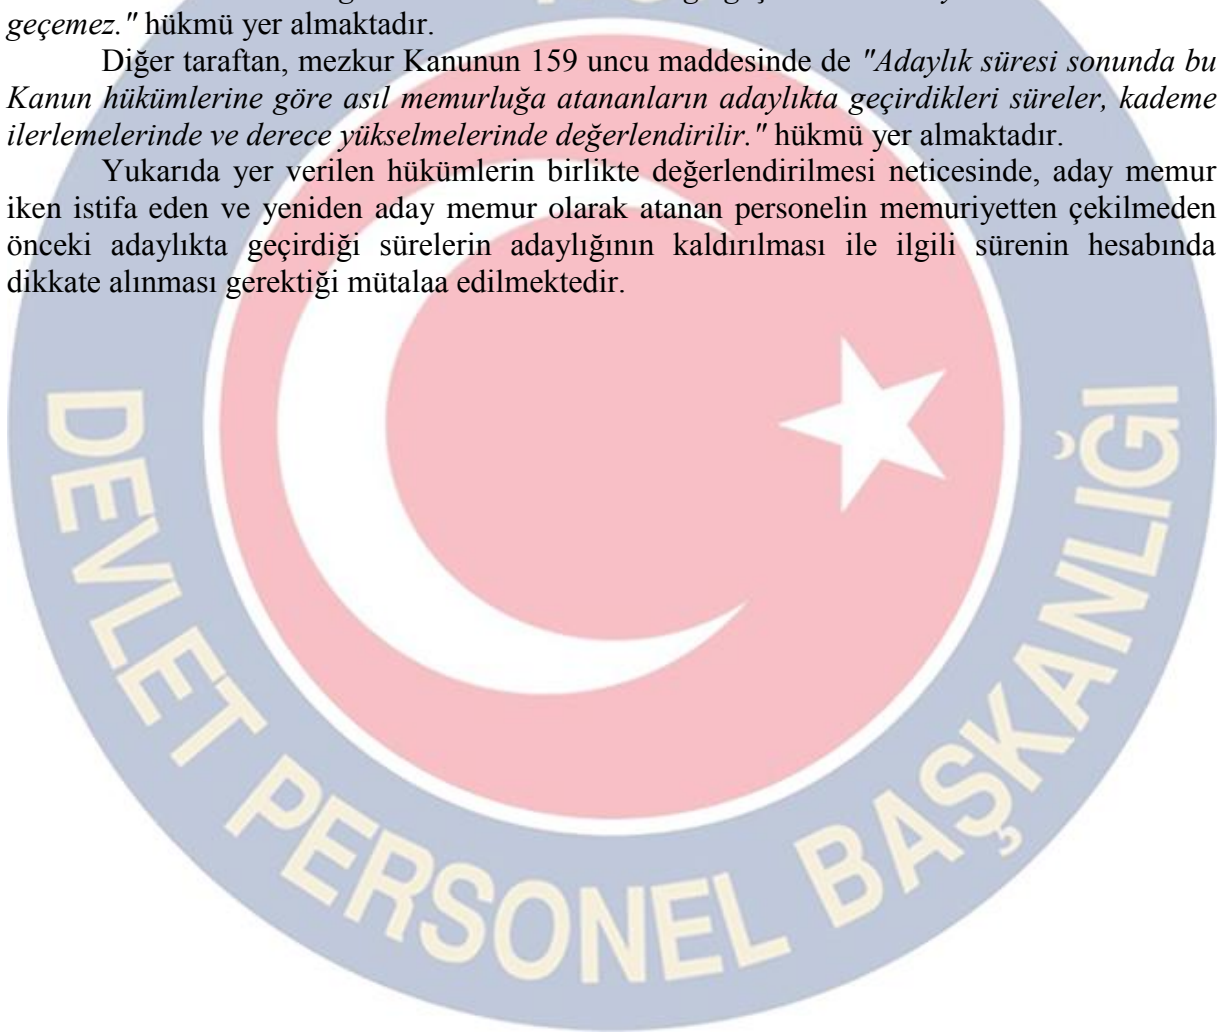 geçemez." hükmü yer almaktadır.
Diğer taraftan, mezkur Kanunun 159 uncu maddesinde de "Adaylık süresi sonunda bu
Kanun hükümlerine göre asıl memurluğa atananların adaylıkta geçirdikleri süreler, kademe
ilerlemelerinde ve derece yükselmelerinde değerlendirilir." hükmü yer almaktadır.
Yukarıda yer verilen hükümlerin birlikte değerlendirilmesi neticesinde, aday memur
iken istifa eden ve yeniden aday memur olarak atanan personelin memuriyetten çekilmeden
önceki adaylıkta geçirdiği sürelerin adaylığının kaldırılması ile ilgili sürenin hesabında
dikkate alınması gerektiği mütalaa edilmektedir.
DEVLET PERSONEL BAŞKANLIĞI